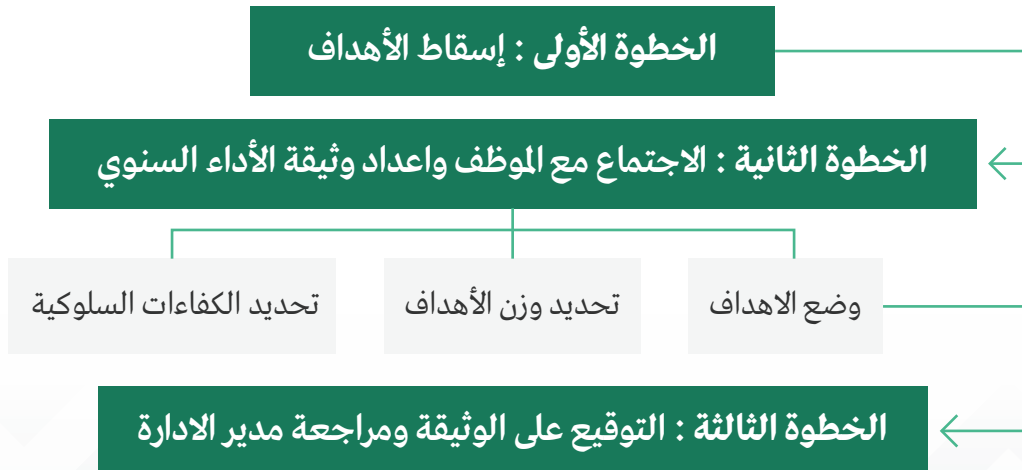 الخطوة الأولى : إسقاط الأهداف
الخطوة الثانية : الاجتماع مع الموظف واعداد وثيقة الأداء السنوي
وضع الاهداف
تحديد وزن الأهداف
تحديد الكفاءات السلوكية
الخطوة الثالثة : التوقيع على الوثيقة ومراجعة مدير الادارة